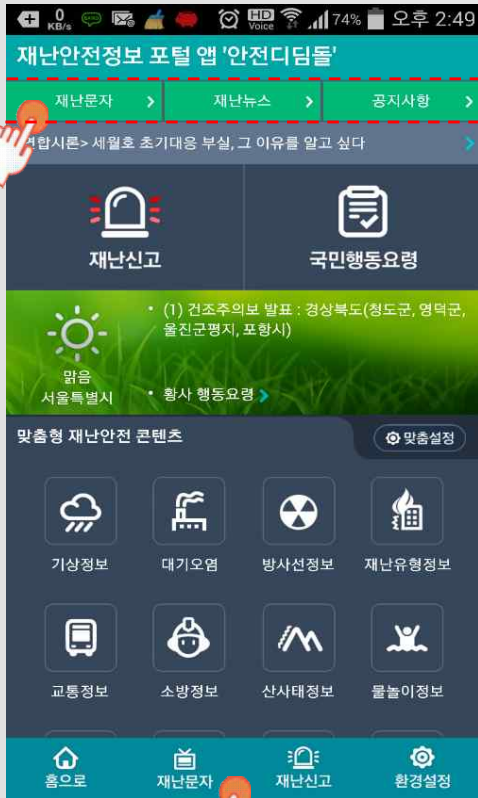 0 KB/s HD Voice 74% 오후 2:49
재난안전정보 포털 앱 '안전디딤돌'
재난문자 > 재난뉴스 > 공지사항 >
합시론> 세월호 초기대응 부실, 그 이유를 알고 싶다 >
재난신고 국민행동요령
• (1) 건조주의보 발표 : 경상북도(청도군, 영덕군,
울진군평지, 포항시)
맑음
서울특별시
• 황사 행동요령 >
맞춤형 재난안전 콘텐츠 맞춤설정
기상정보 대기오염 방사선정보 재난유형정보
교통정보 소방정보 산사태정보 물놀이정보
홈으로 재난문자 재난신고 환경설정